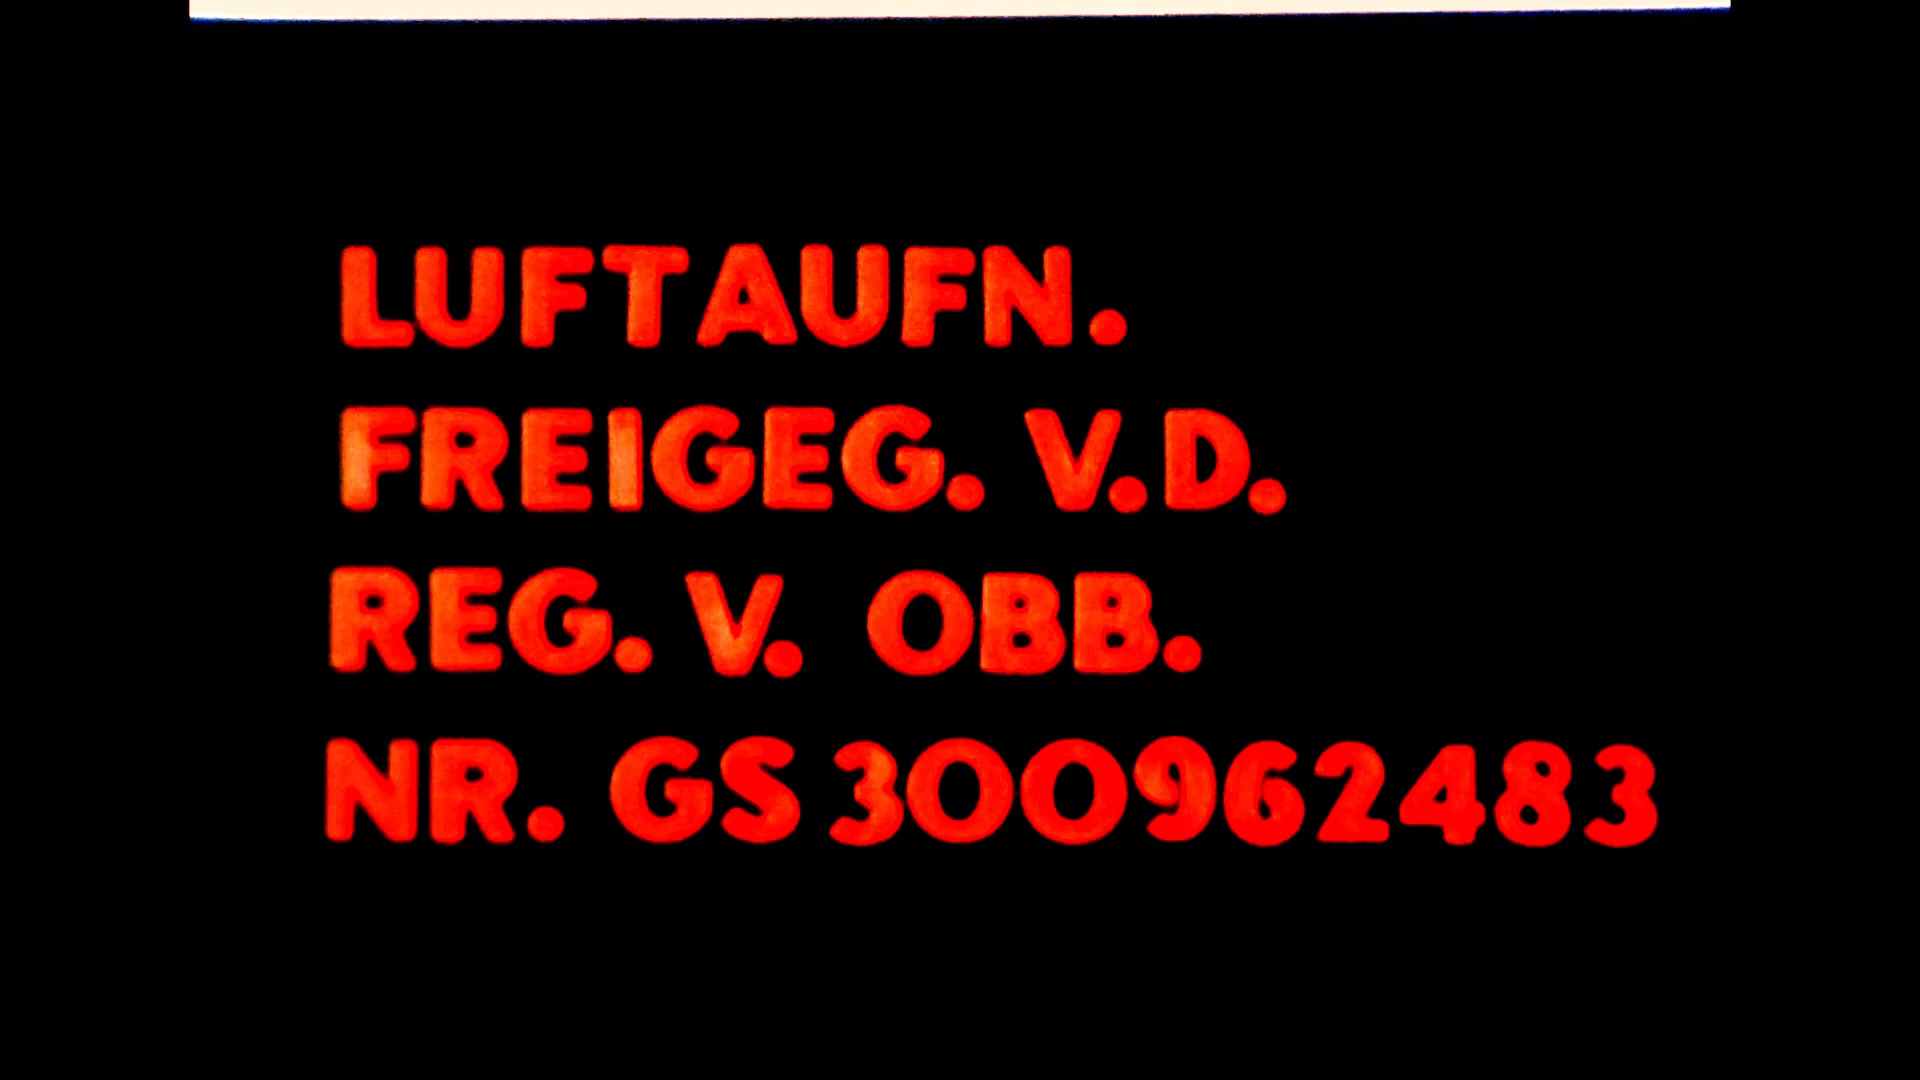 LUFTAUFN.
FREIGEG. V.D.
REG. V. OBB.
NR. GS 300962483